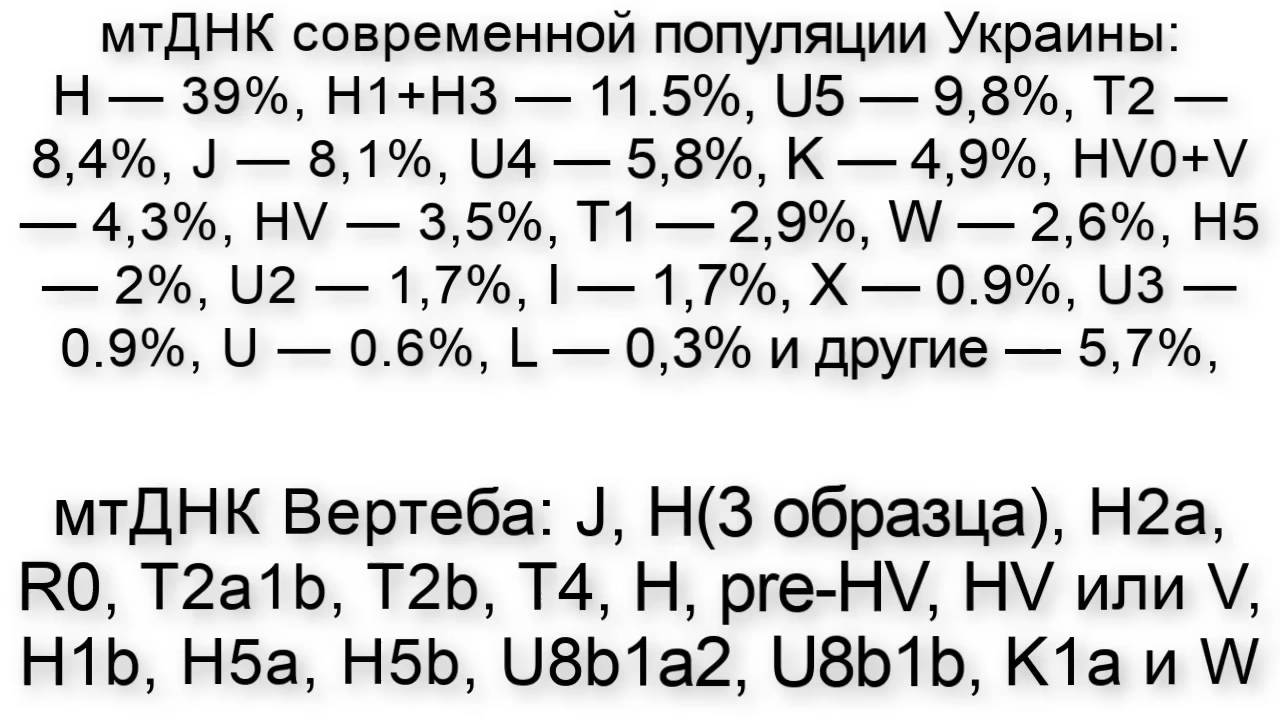 мтДНК современной популяции Украины:
H — 39%, H1+H3 — 11.5%, U5 — 9,8%, T2 —
8,4%, J — 8,1%, U4 — 5,8%, K — 4,9%, HV0+V
— 4,3%, HV — 3,5%, T1 — 2,9%, W — 2,6%, H5
— 2%, U2 — 1,7%, I — 1,7%, X — 0.9%, U3 —
0.9%, U — 0.6%, L — 0,3% и другие — 5,7%,
мтДНК Вертеба: J, H(3 образца), H2a,
R0, T2a1b, T2b, T4, H, pre-HV, HV или V,
H1b, H5a, H5b, U8b1a2, U8b1b, K1a и W